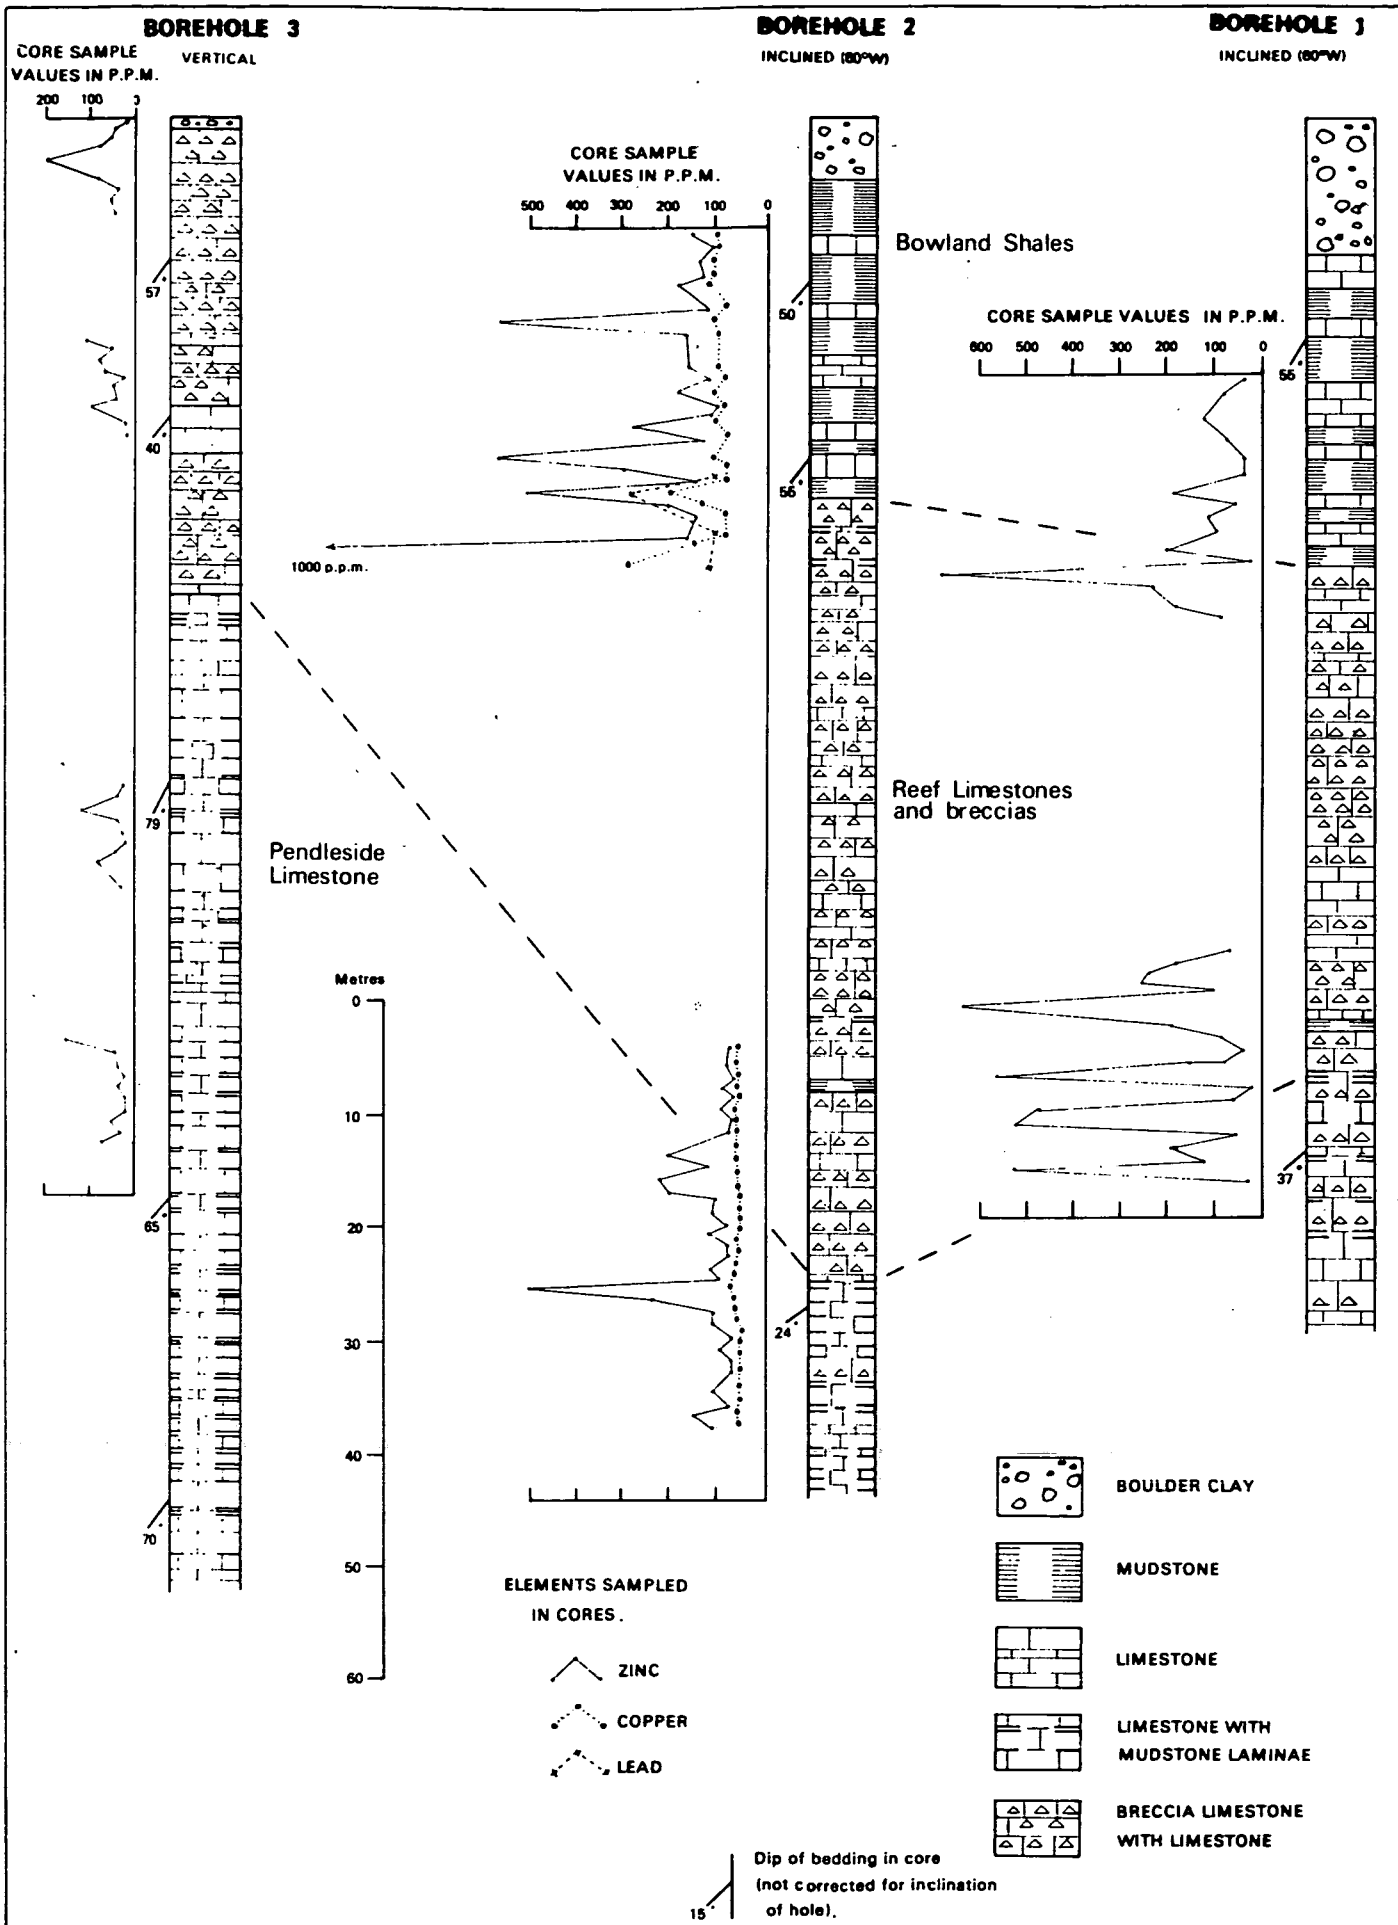 BOREHOLE 3
VERTICAL
CORE SAMPLE
VALUES IN P.P.M.
200 100 0
57°
40°
79°
65°
70°
Pendleside
Limestone
BOREHOLE 2
INCLINED (60°W)
CORE SAMPLE
VALUES IN P.P.M.
500 400 300 200 100 0
1000 p.p.m.
50°
56°
24°
Bowland Shales
Reef Limestones
and breccias
BOREHOLE 1
INCLINED (60°W)
CORE SAMPLE VALUES IN P.P.M.
600 500 400 300 200 100 0
55°
37°
Metres
0
10
20
30
40
50
60
ELEMENTS SAMPLED
IN CORES.
ZINC
COPPER
LEAD
BOULDER CLAY
MUDSTONE
LIMESTONE
LIMESTONE WITH
MUDSTONE LAMINAE
BRECCIA LIMESTONE
WITH LIMESTONE
15°
Dip of bedding in core
(not corrected for inclination
of hole).